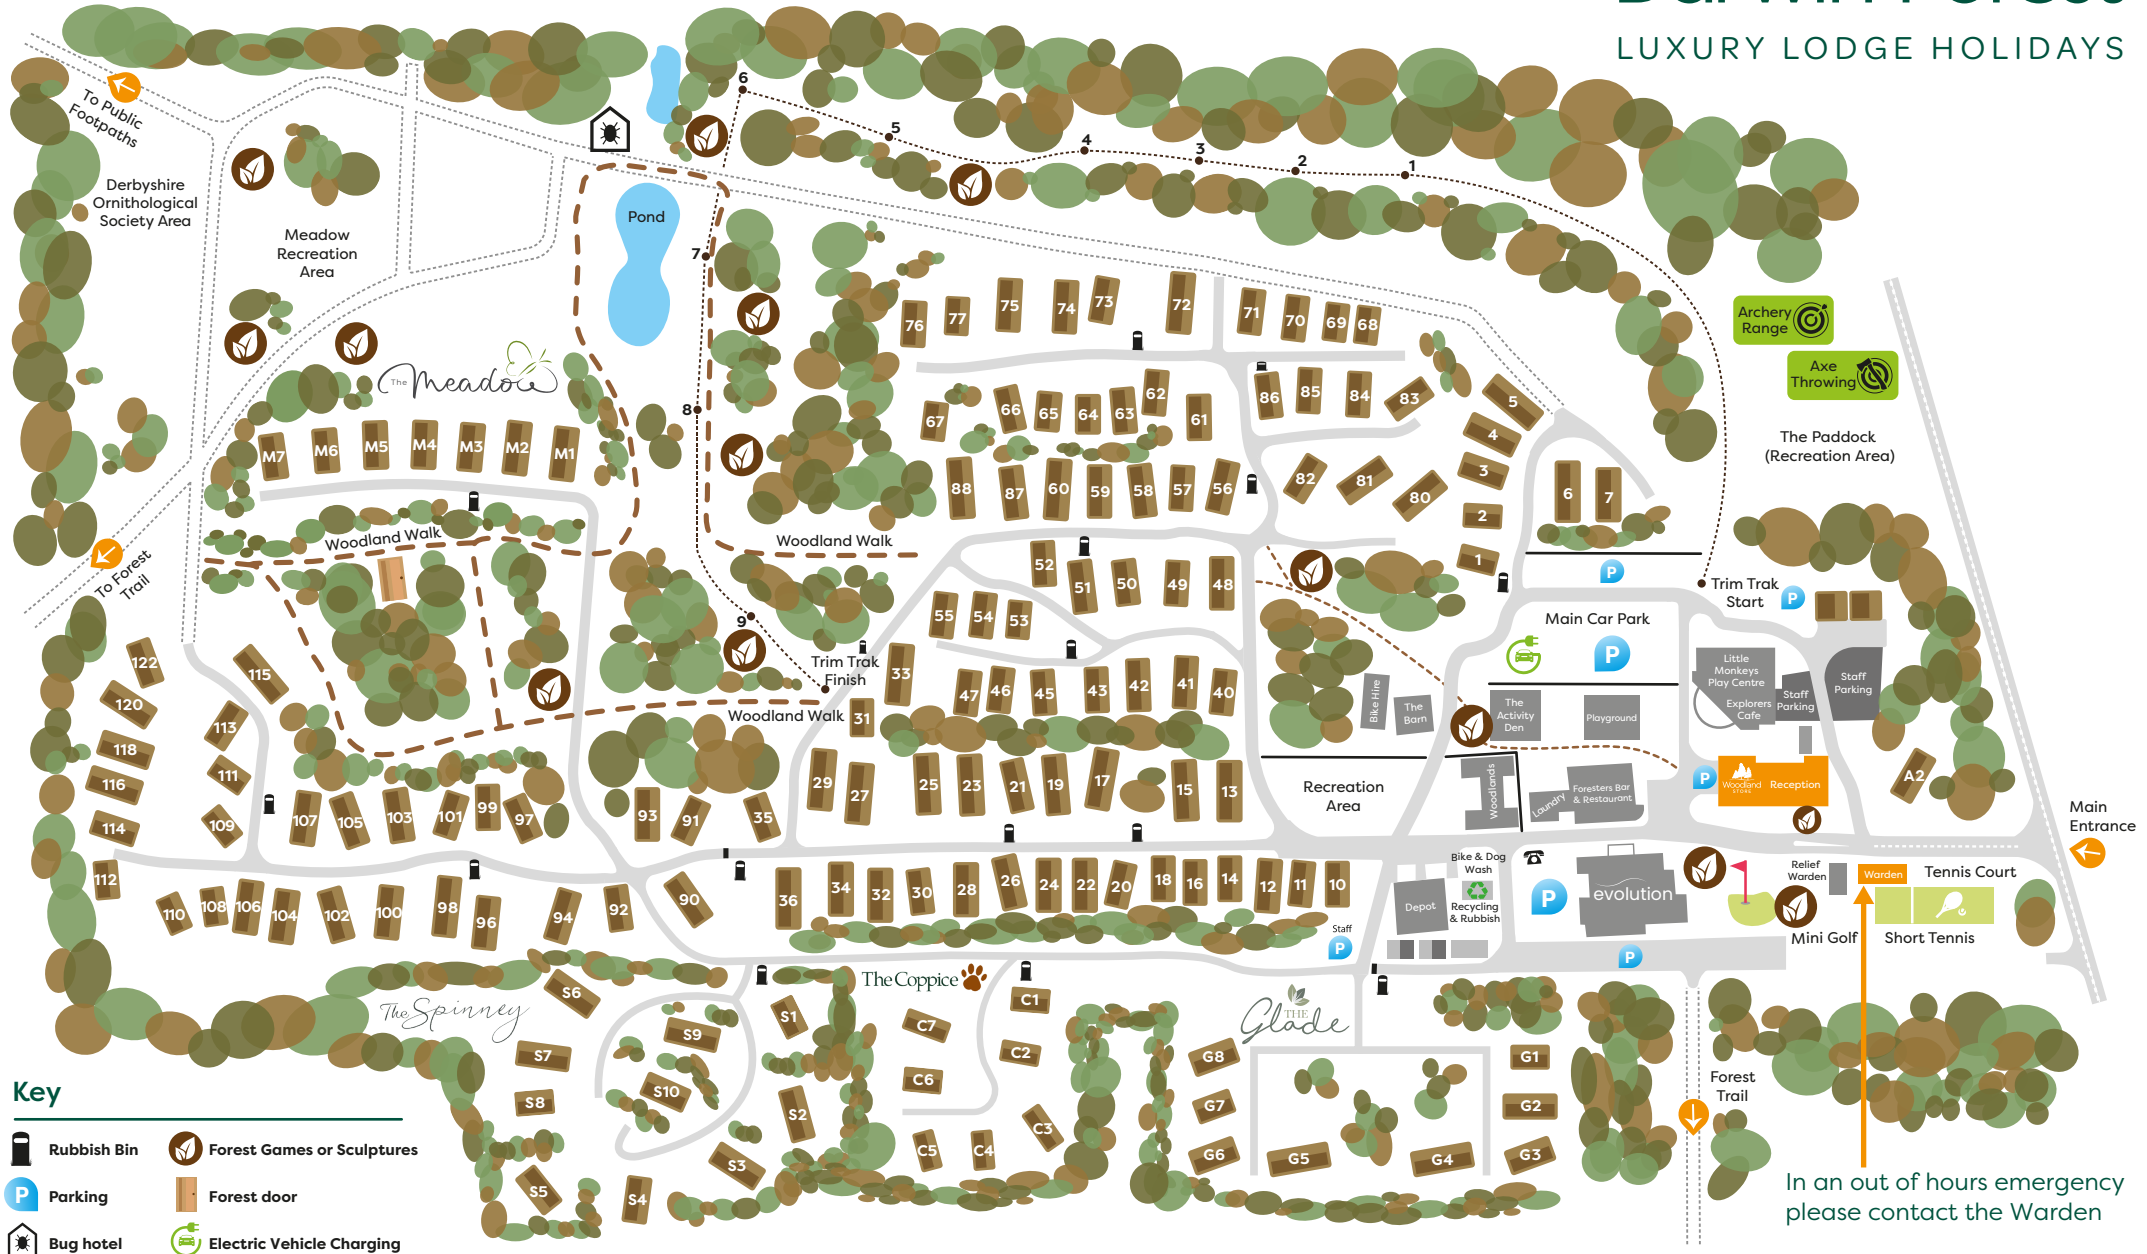 Darwin Forest
LUXURY LODGE HOLIDAYS
To Public
Footpaths
Derbyshire
Ornithological
Society Area
Meadow
Recreation
Area
Pond
6
5
4
3
2
1
7
8
9
Archery
Range
Axe
Throwing
The Paddock
(Recreation Area)
The Meadow
M7
M6
M5
M4
M3
M2
M1
Woodland Walk
Woodland Walk
Woodland Walk
To Forest
Trail
76
77
75
74
73
72
71
70
69
68
67
66
65
64
63
62
61
86
85
84
83
5
4
3
2
1
6
7
88
87
60
59
58
57
56
82
81
80
52
51
50
49
48
55
54
53
33
47
46
45
43
42
41
40
31
29
27
25
23
21
19
17
15
13
Trim Trak
Finish
Trim Trak
Start
P
P
Main Car Park
P
Little
Monkeys
Play Centre
Explorers
Cafe
Staff
Parking
Staff
Parking
Bike Hire
The
Barn
The
Activity
Den
Playground
Recreation
Area
Woodlands
Laundry
Foresters Bar
& Restaurant
P
Woodland
STORE
Reception
A2
Main
Entrance
122
120
118
116
114
112
115
113
111
109
107
105
103
101
99
97
93
91
35
110
108
106
104
102
100
98
96
94
92
90
36
34
32
30
28
26
24
22
20
18
16
14
12
11
10
Bike & Dog
Wash
Depot
Recycling
& Rubbish
P
evolution
Relief
Warden
Warden
Tennis Court
Mini Golf
Short Tennis
Staff
P
P
The Spinney
S6
S7
S8
S5
S4
S9
S10
S1
S2
S3
The Coppice
C1
C7
C2
C6
C3
C5
C4
THE
Glade
G8
G7
G6
G5
G4
G1
G2
G3
Forest
Trail
In an out of hours emergency
please contact the Warden
Key
Rubbish Bin
Forest Games or Sculptures
P
Parking
Forest door
Bug hotel
Electric Vehicle Charging